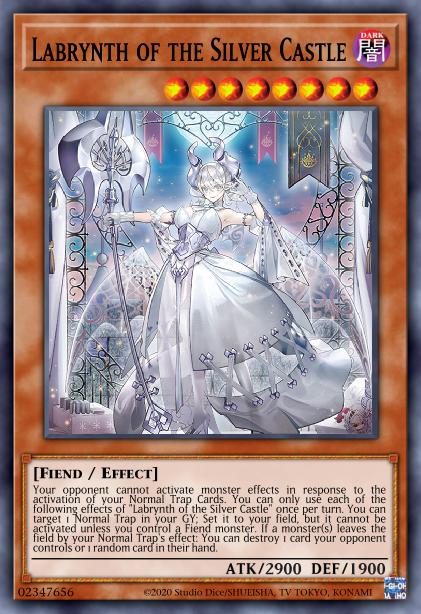 LABRYNTH OF THE SILVER CASTLE
DARK
闇
[FIEND / EFFECT]
Your opponent cannot activate monster effects in response to the
activation of your Normal Trap Cards. You can only use each of the
following effects of "Labrynth of the Silver Castle" once per turn. You can
target 1 Normal Trap in your GY; Set it to your field, but it cannot be
activated unless you control a Fiend monster. If a monster(s) leaves the
field by your Normal Trap's effect: You can destroy 1 card your opponent
controls or 1 random card in their hand.
ATK/2900 DEF/1900
02347656 ©2020 Studio Dice/SHUEISHA, TV TOKYO, KONAMI